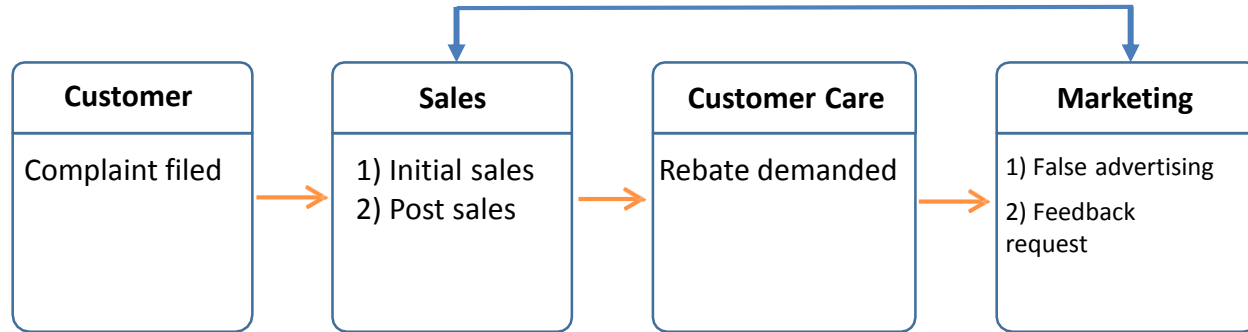 Customer
Complaint filed
Sales
1) Initial sales
2) Post sales
Customer Care
Rebate demanded
Marketing
1) False advertising
2) Feedback
request